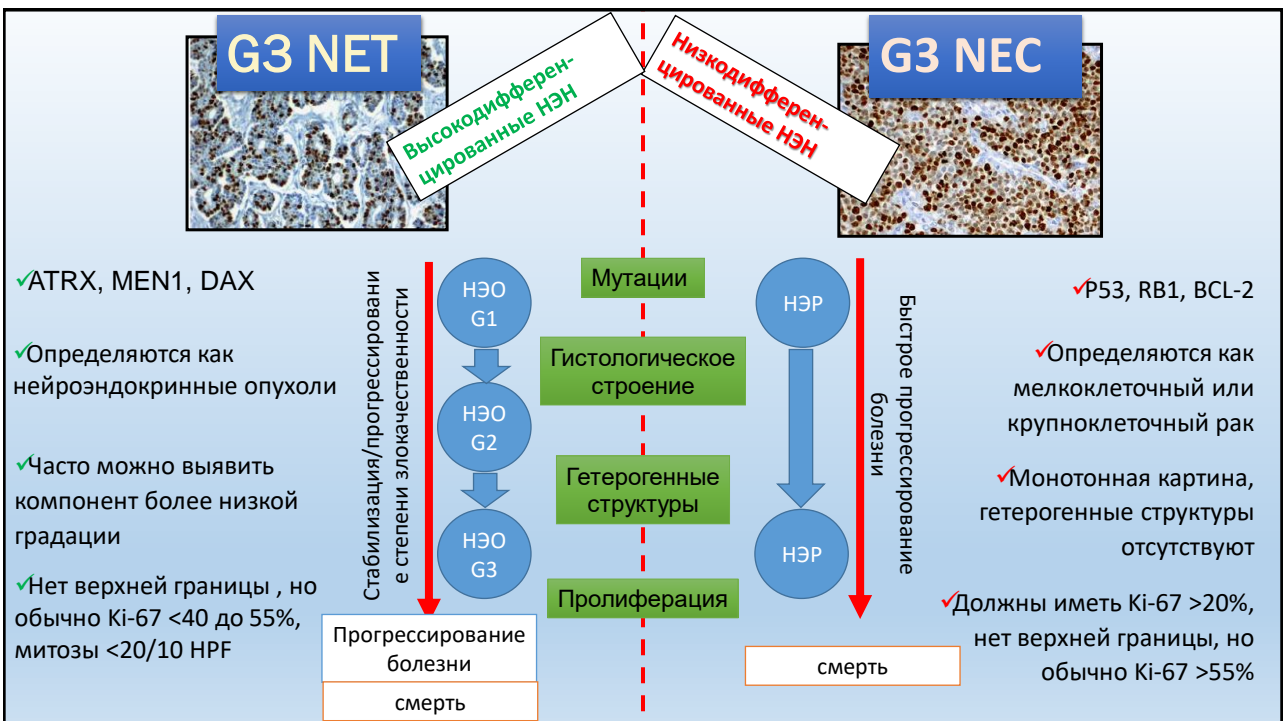 G3 NET
Высокодифферен-
цированные НЭН
Низкодифферен-
цированные НЭН
G3 NEC
✓ATRX, MEN1, DAX
✓Определяются как
нейроэндокринные опухоли
✓Часто можно выявить
компонент более низкой
градации
✓Нет верхней границы , но
обычно Ki-67 <40 до 55%,
митозы <20/10 HPF
Стабилизация/прогрессировани
е степени злокачественности
НЭО
G1
НЭО
G2
НЭО
G3
Прогрессирование
болезни
смерть
Мутации
Гистологическое
строение
Гетерогенные
структуры
Пролиферация
НЭР
НЭР
Быстрое прогрессирование
болезни
смерть
✓P53, RB1, BCL-2
✓Определяются как
мелкоклеточный или
крупноклеточный рак
✓Монотонная картина,
гетерогенные структуры
отсутствуют
✓Должны иметь Ki-67 >20%,
нет верхней границы, но
обычно Ki-67 >55%